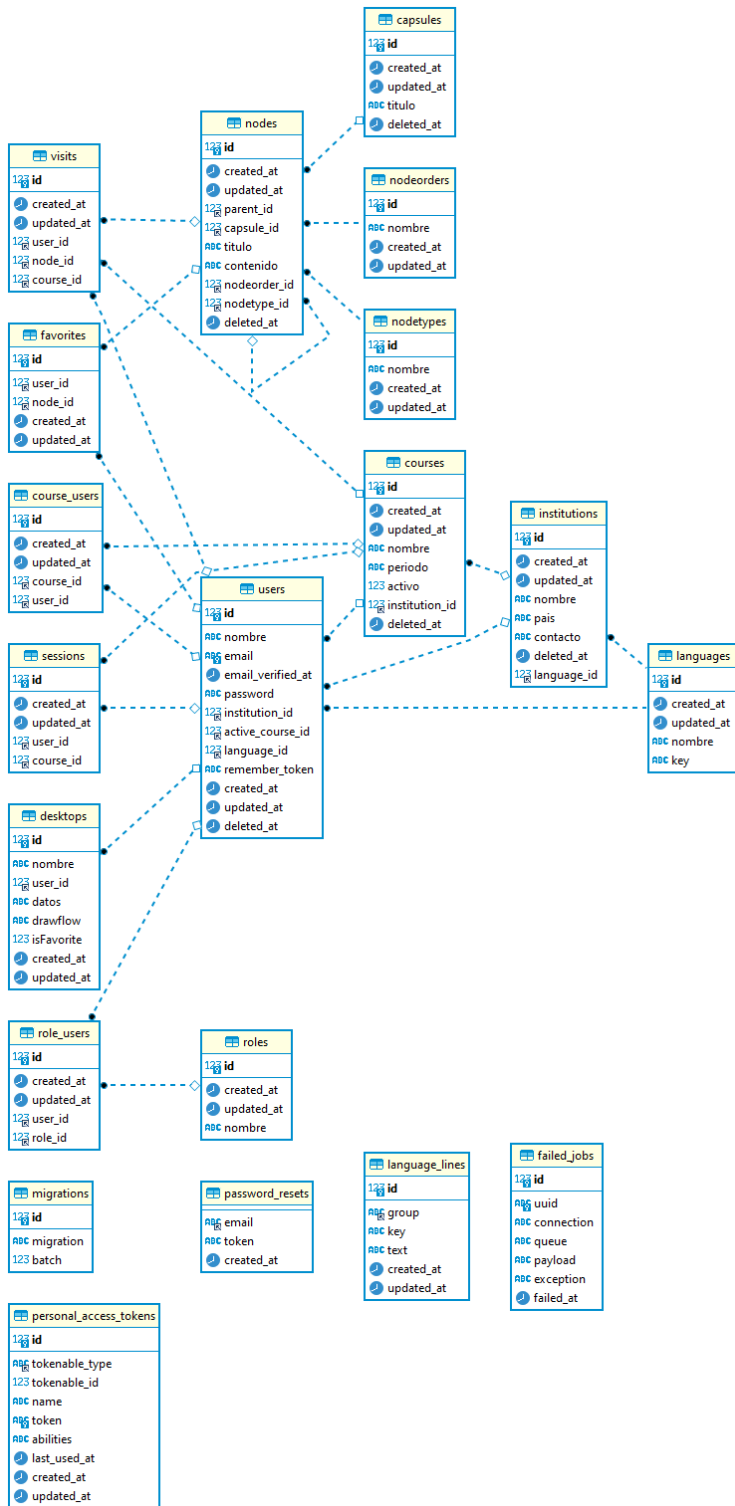 capsules
id
created_at
updated_at
titulo
deleted_at
nodes
id
created_at
updated_at
parent_id
capsule_id
titulo
contenido
nodeorder_id
nodetype_id
deleted_at
visits
id
created_at
updated_at
user_id
node_id
course_id
nodeorders
id
nombre
created_at
updated_at
favorites
id
user_id
node_id
created_at
updated_at
nodetypes
id
nombre
created_at
updated_at
courses
id
created_at
updated_at
nombre
periodo
activo
institution_id
deleted_at
course_users
id
created_at
updated_at
course_id
user_id
institutions
id
created_at
updated_at
nombre
pais
contacto
deleted_at
language_id
users
id
nombre
email
email_verified_at
password
institution_id
active_course_id
language_id
remember_token
created_at
updated_at
deleted_at
sessions
id
created_at
updated_at
user_id
course_id
languages
id
created_at
updated_at
nombre
key
desktops
id
nombre
user_id
datos
drawflow
isFavorite
created_at
updated_at
role_users
id
created_at
updated_at
user_id
role_id
roles
id
created_at
updated_at
nombre
language_lines
id
group
key
text
created_at
updated_at
failed_jobs
id
uuid
connection
queue
payload
exception
failed_at
migrations
id
migration
batch
password_resets
email
token
created_at
personal_access_tokens
id
tokenable_type
tokenable_id
name
token
abilities
last_used_at
created_at
updated_at